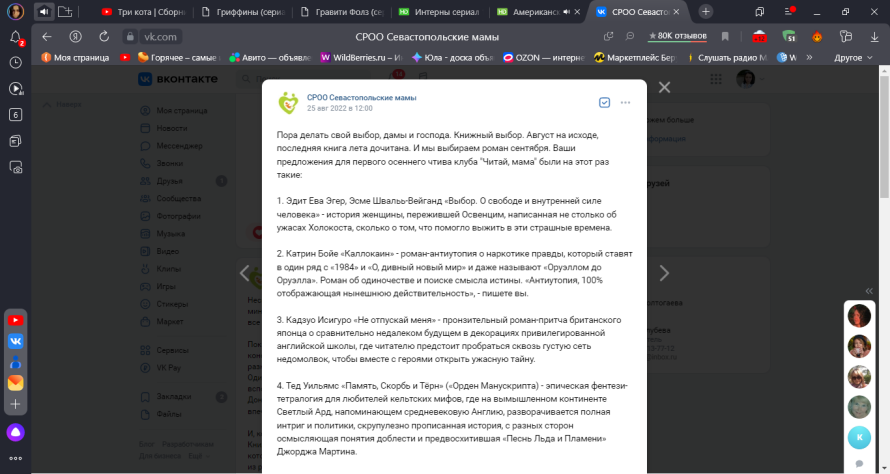 Три кота | Сборн
Гриффины (сериа
Гравити Фолз (се
Интерны сериал
Американск
СРОО Севастоп
vk.com
СРОО Севастопольские мамы
80K отзывов
Моя страница
Горячее – самые
Авито — объявле
WildBerries.ru – И
Юла - доска объя
OZON — интерне
Маркетплейс Бер
Слушать радио М
Другое
ВКОНТАКТЕ
Моя страница
Новости
Мессенджер
Звонки
Друзья
Сообщества
Фотографии
Музыка
Видео
Клипы
Игры
Стикеры
Маркет
Сервисы
VK Pay
Закладки
Файлы
СРОО Севастопольские мамы
25 авг 2022 в 12:00
Пора делать свой выбор, дамы и господа. Книжный выбор. Август на исходе,
последняя книга лета дочитана. И мы выбираем роман сентября. Ваши
предложения для первого осеннего чтива клуба "Читай, мама" были на этот раз
такие:
1. Эдит Ева Эгер, Эсме Швалль-Вейганд «Выбор. О свободе и внутренней силе
человека» - история женщины, пережившей Освенцим, написанная не столько об
ужасах Холокоста, сколько о том, что помогло выжить в эти страшные времена.
2. Катрин Бойе «Каллокаин» - роман-антиутопия о наркотике правды, который ставят
в один ряд с «1984» и «О, дивный новый мир» и даже называют «Оруэллом до
Оруэлла». Роман об одиночестве и поиске смысла истины. «Антиутопия, 100%
отображающая нынешнюю действительность», - пишете вы.
3. Кадзуо Исигуро «Не отпускай меня» - пронзительный роман-притча британского
японца о сравнительно недалеком будущем в декорациях привилегированной
английской школы, где читателю предстоит пробраться сквозь густую сеть
недомолвок, чтобы вместе с героями открыть ужасную тайну.
4. Тед Уильямс «Память, Скорбь и Тёрн» («Орден Манускрипта) - эпическая фентези-
тетралогия для любителей кельтских мифов, где на вымышленном континенте
Светлый Ард, напоминающем средневековую Англию, разворачивается полная
интриг и политики, скрупулезно прописанная история, с разных сторон
осмысляющая понятия доблести и предвосхитившая «Песнь Льда и Пламени»
Джорджа Мартина.